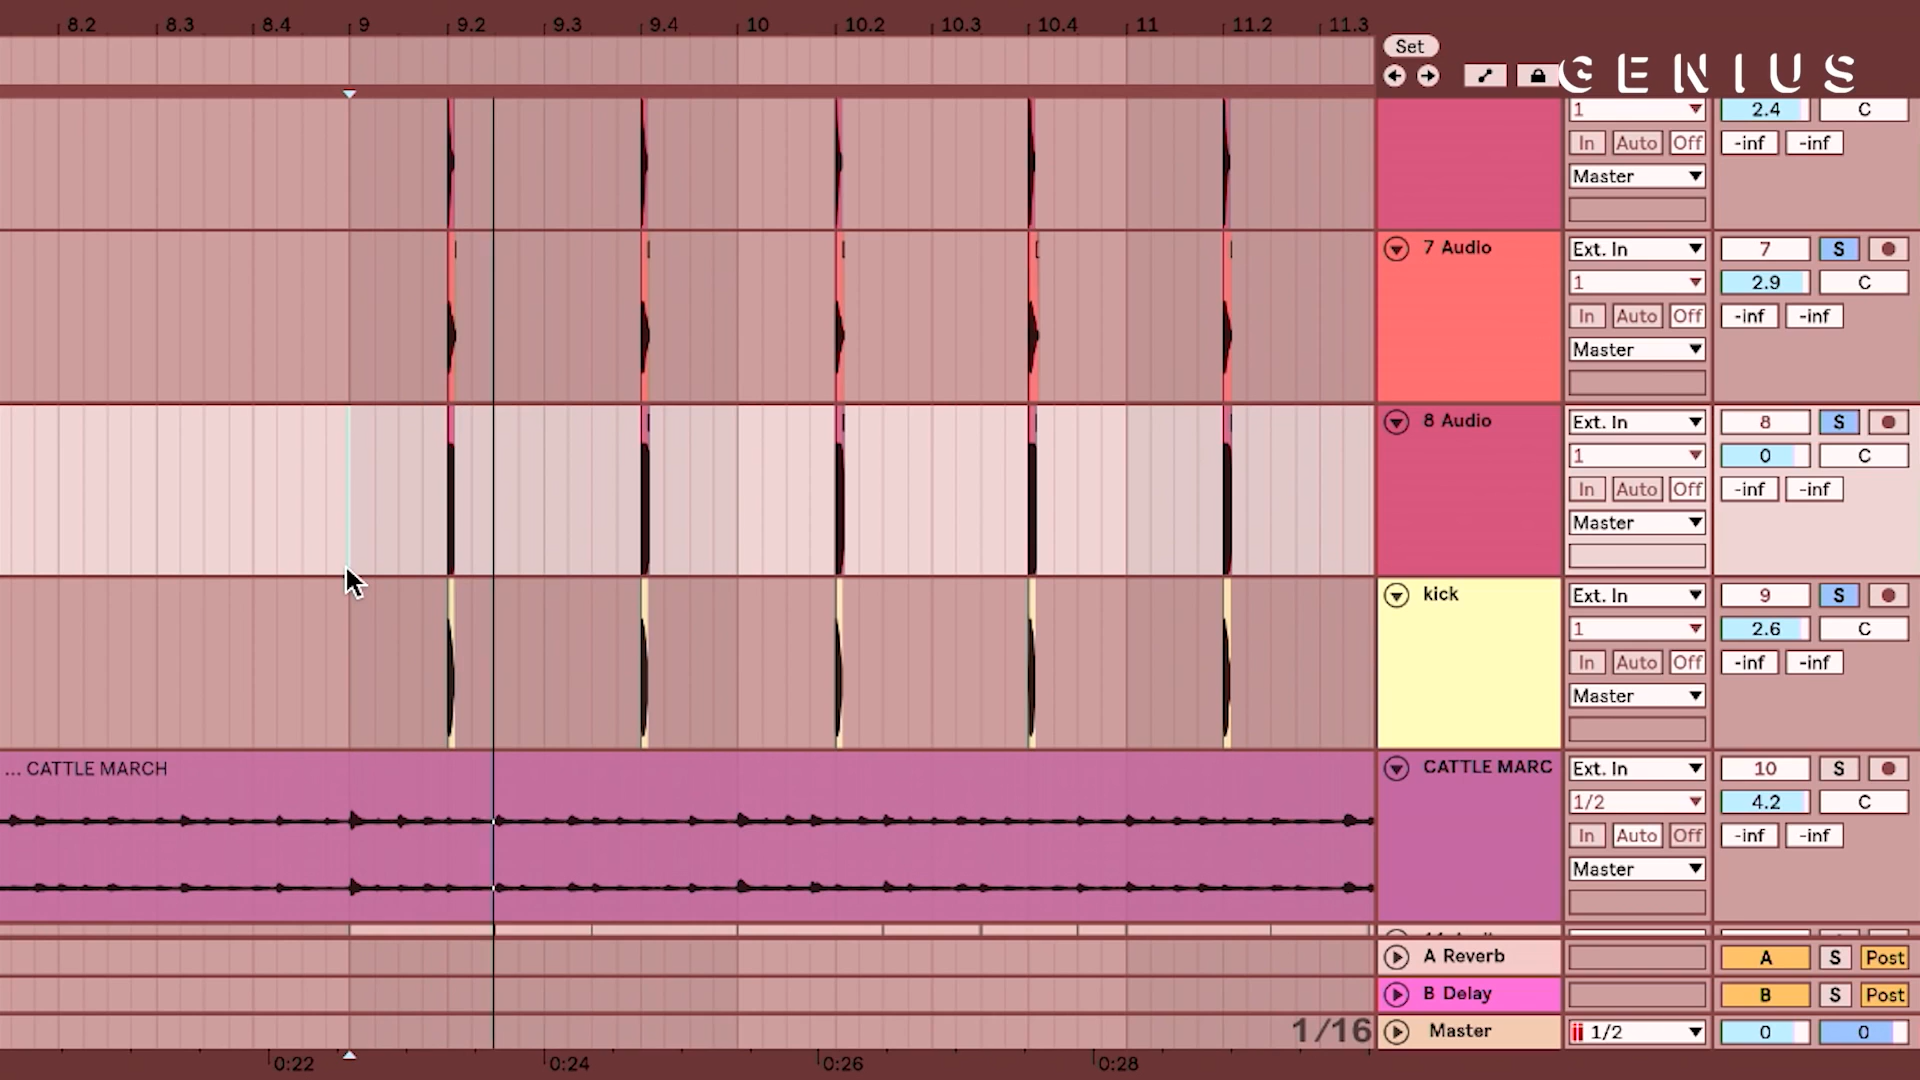 8.2 8.3 8.4 9 9.2 9.3 9.4 10 10.2 10.3 10.4 11 11.2 11.3
Set
GENIUS
1 2.4 C
In Auto Off -inf -inf
Master
7 Audio Ext. In 7 S
1 2.9 C
In Auto Off -inf -inf
Master
8 Audio Ext. In 8 S
1 0 C
In Auto Off -inf -inf
Master
kick Ext. In 9 S
1 2.6 C
In Auto Off -inf -inf
Master
... CATTLE MARCH CATTLE MARC Ext. In 10 S
1/2 4.2 C
In Auto Off -inf -inf
Master
A Reverb A S Post
B Delay B S Post
1/16 Master 1/2 0 0
0:22 0:24 0:26 0:28